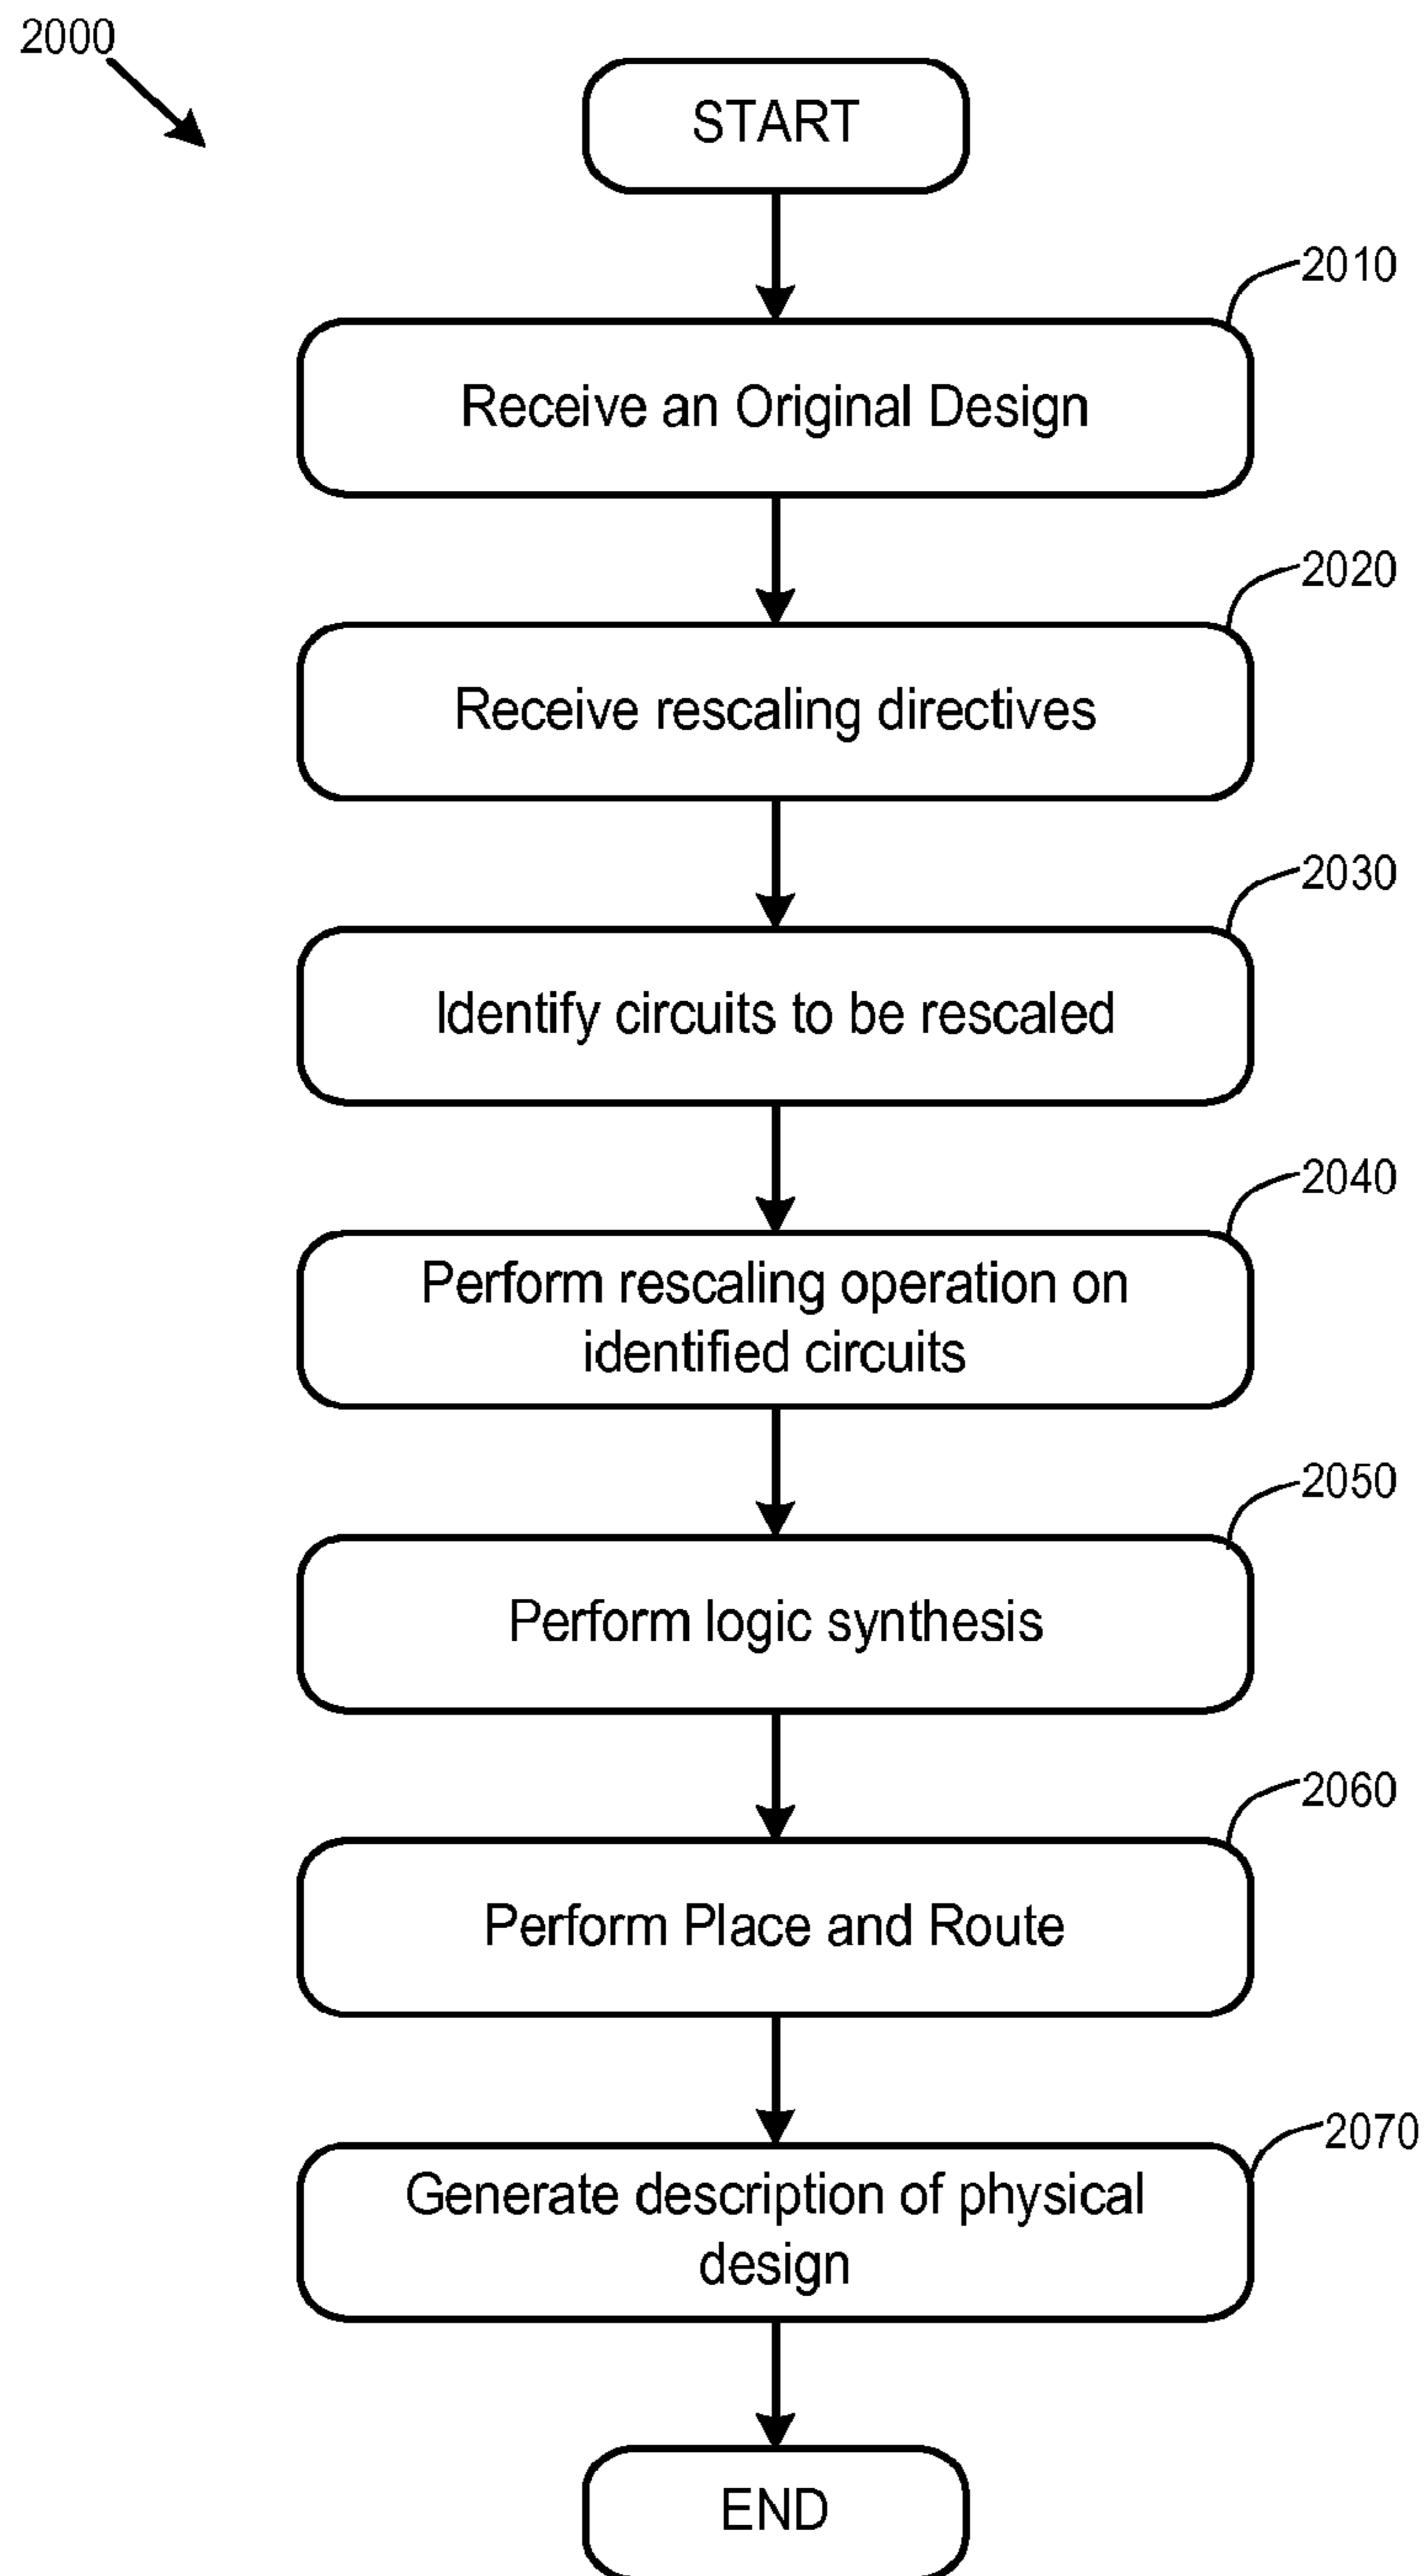 2000
START
2010
Receive an Original Design
2020
Receive rescaling directives
2030
Identify circuits to be rescaled
2040
Perform rescaling operation on
identified circuits
2050
Perform logic synthesis
2060
Perform Place and Route
2070
Generate description of physical
design
END